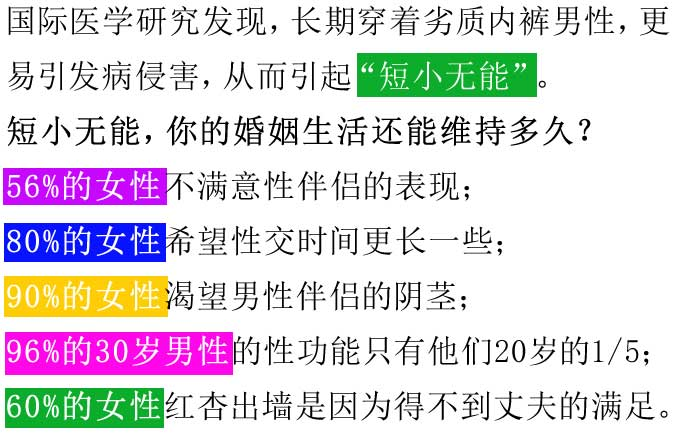 国际医学研究发现，长期穿着劣质内裤男性，更
易引发病侵害，从而引起“短小无能”。
短小无能，你的婚姻生活还能维持多久？
56%的女性不满意性伴侣的表现；
80%的女性希望性交时间更长一些；
90%的女性渴望男性伴侣的阴茎；
96%的30岁男性的性功能只有他们20岁的1/5；
60%的女性红杏出墙是因为得不到丈夫的满足。